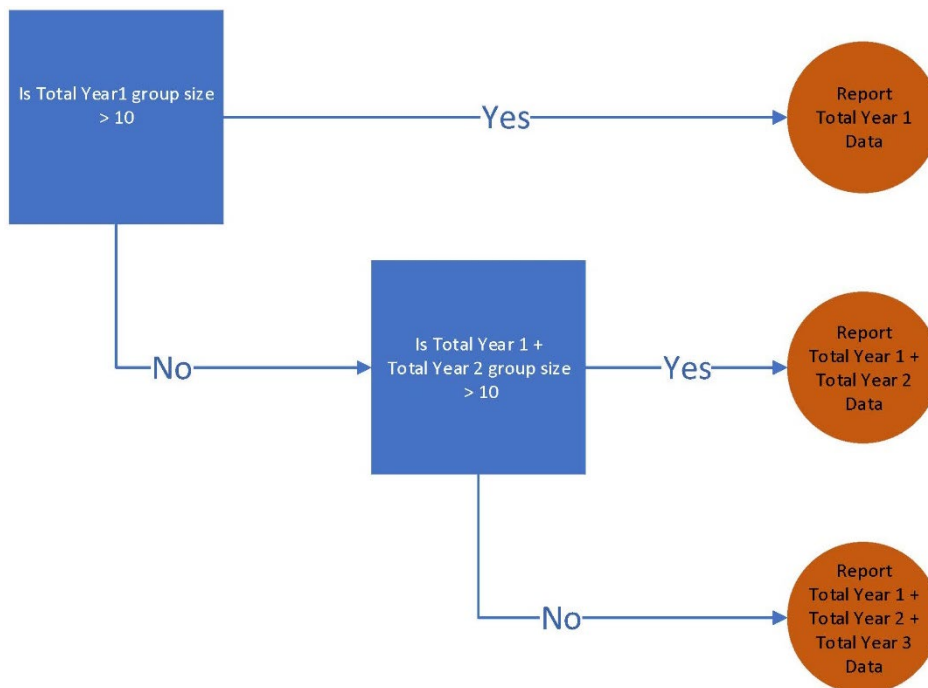 Is Total Year1 group size
> 10
Yes
Report
Total Year 1
Data
No
Is Total Year 1 +
Total Year 2 group size
> 10
Yes
Report
Total Year 1 +
Total Year 2
Data
No
Report
Total Year 1 +
Total Year 2 +
Total Year 3
Data